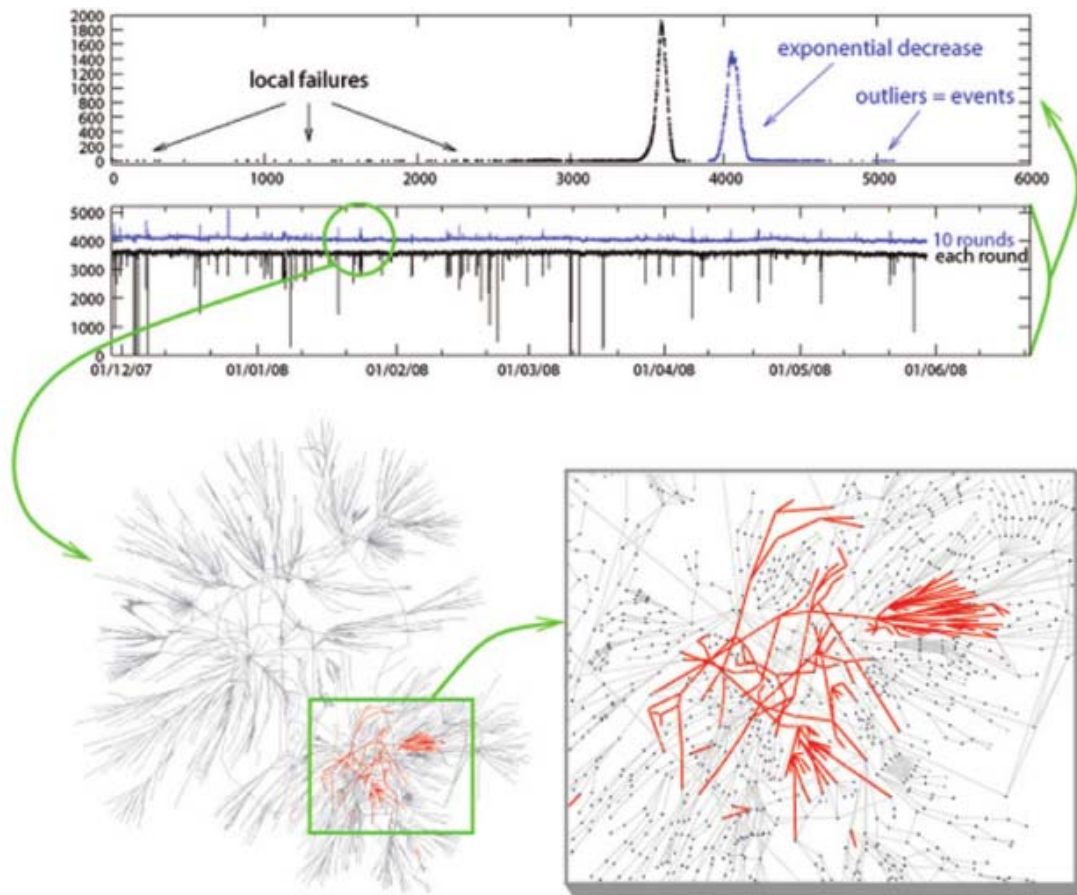 2000
1800
1600
1400
1200
1000
800
600
400
200
0
local failures
exponential decrease
outliers = events
0 1000 2000 3000 4000 5000 6000
5000
4000
3000
2000
1000
0
10 rounds
each round
01/12/07 01/01/08 01/02/08 01/03/08 01/04/08 01/05/08 01/06/08